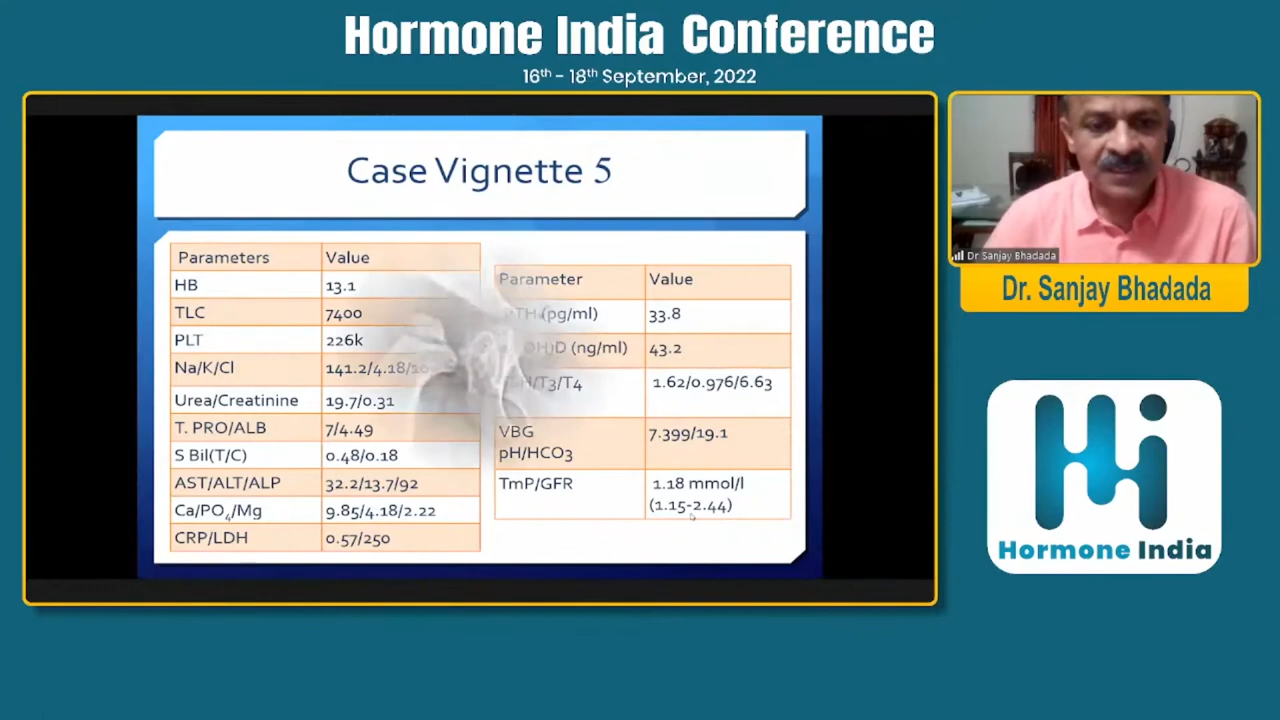 Hormone India Conference
16th - 18th September, 2022
Case Vignette 5
Parameters Value
HB 13.1
TLC 7400
PLT 226k
Na/K/Cl 141.2/4.18/
Urea/Creatinine 19.7/0.31
T. PRO/ALB 7/4.49
S Bil(T/C) 0.48/0.18
AST/ALT/ALP 32.2/13.7/92
Ca/PO4/Mg 9.85/4.18/2.22
CRP/LDH 0.57/250
Parameter Value
(pg/ml) 33.8
(ng/ml) 43.2
/T3/T4 1.62/0.976/6.63
VBG 7.399/19.1
pH/HCO3
TmP/GFR 1.18 mmol/l
(1.15-2.44)
Dr Sanjay Bhadada
Dr. Sanjay Bhadada
Hi
Hormone India